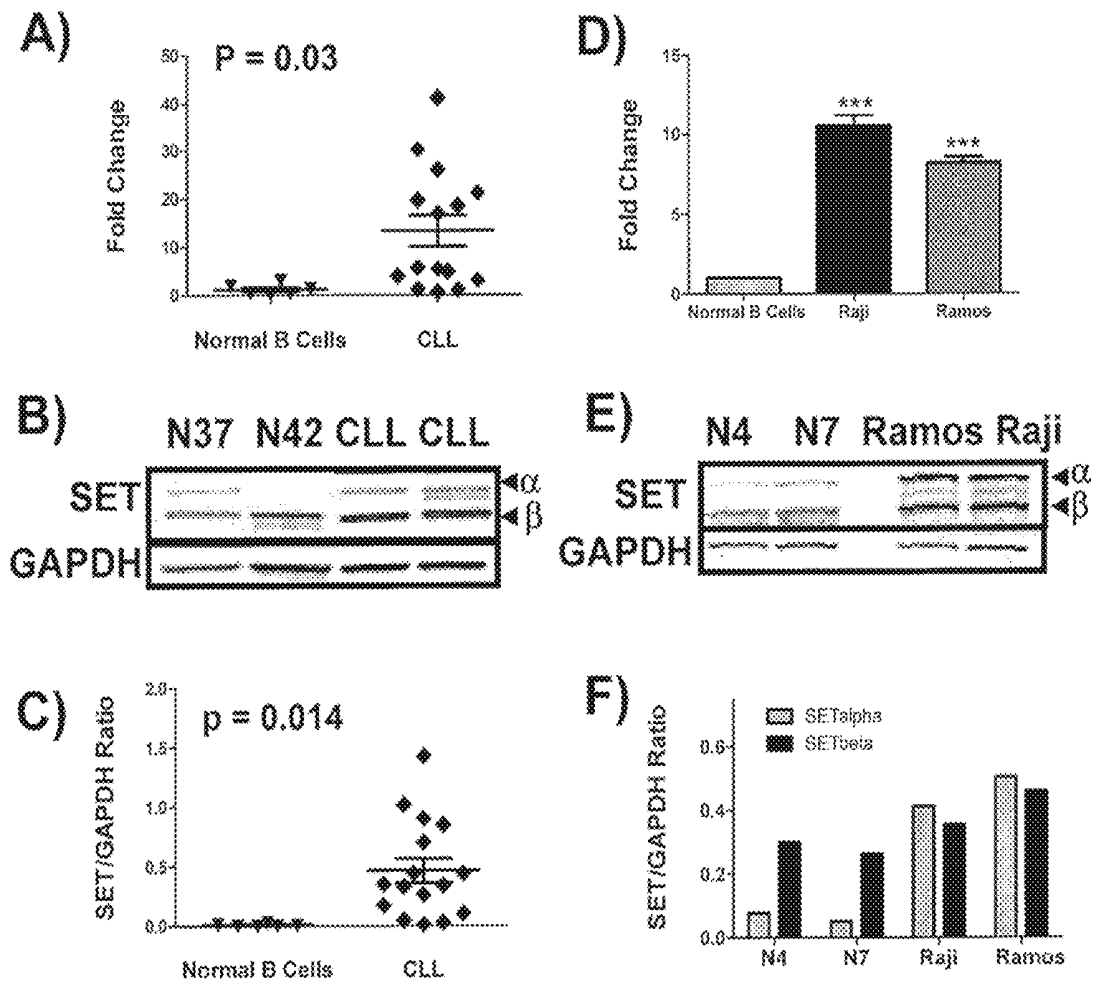 A)
P = 0.03
Fold Change
50
40
30
20
10
0
Normal B Cells CLL
D)
Fold Change
15
10
5
0
***
***
Normal B Cells Raji Ramos
B)
N37 N42 CLL CLL
SET
α
β
GAPDH
E)
N4 N7 Ramos Raji
SET
α
β
GAPDH
C)
p = 0.014
SET/GAPDH Ratio
2.0
1.5
1.0
0.5
0.0
Normal B Cells CLL
F)
SET/GAPDH Ratio
SETalpha
SETbeta
0.6
0.4
0.2
0.0
N4 N7 Raji Ramos